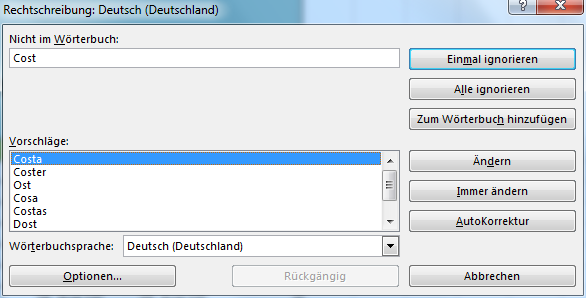 Rechtschreibung: Deutsch (Deutschland)
?
Nicht im Wörterbuch:
Cost
Einmal ignorieren
Alle ignorieren
Zum Wörterbuch hinzufügen
Vorschläge:
Costa
Coster
Ost
Cosa
Costas
Dost
Ändern
Immer ändern
AutoKorrektur
Wörterbuchsprache: Deutsch (Deutschland)
Optionen... Rückgängig Abbrechen